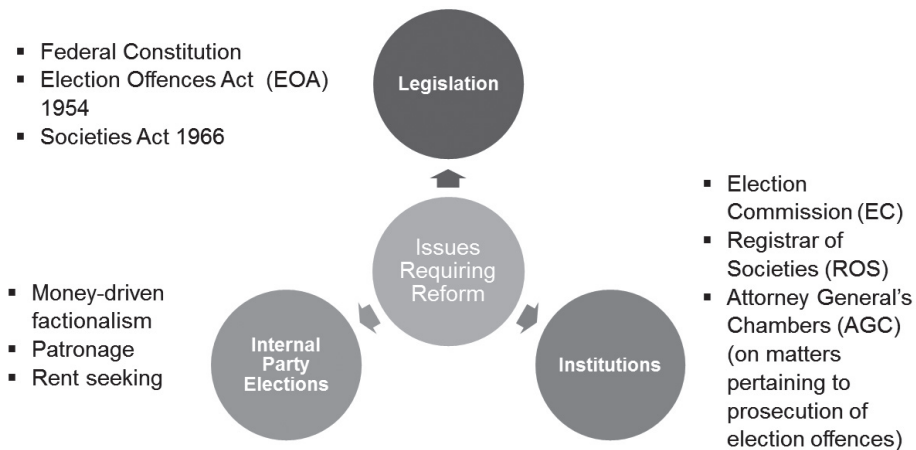 ▪ Federal Constitution
▪ Election Offences Act (EOA)
1954
▪ Societies Act 1966
Legislation
Issues
Requiring
Reform
▪ Election
Commission (EC)
▪ Registrar of
Societies (ROS)
▪ Attorney General’s
Chambers (AGC)
(on matters
pertaining to
prosecution of
election offences)
▪ Money-driven
factionalism
▪ Patronage
▪ Rent seeking
Internal
Party
Elections
Institutions